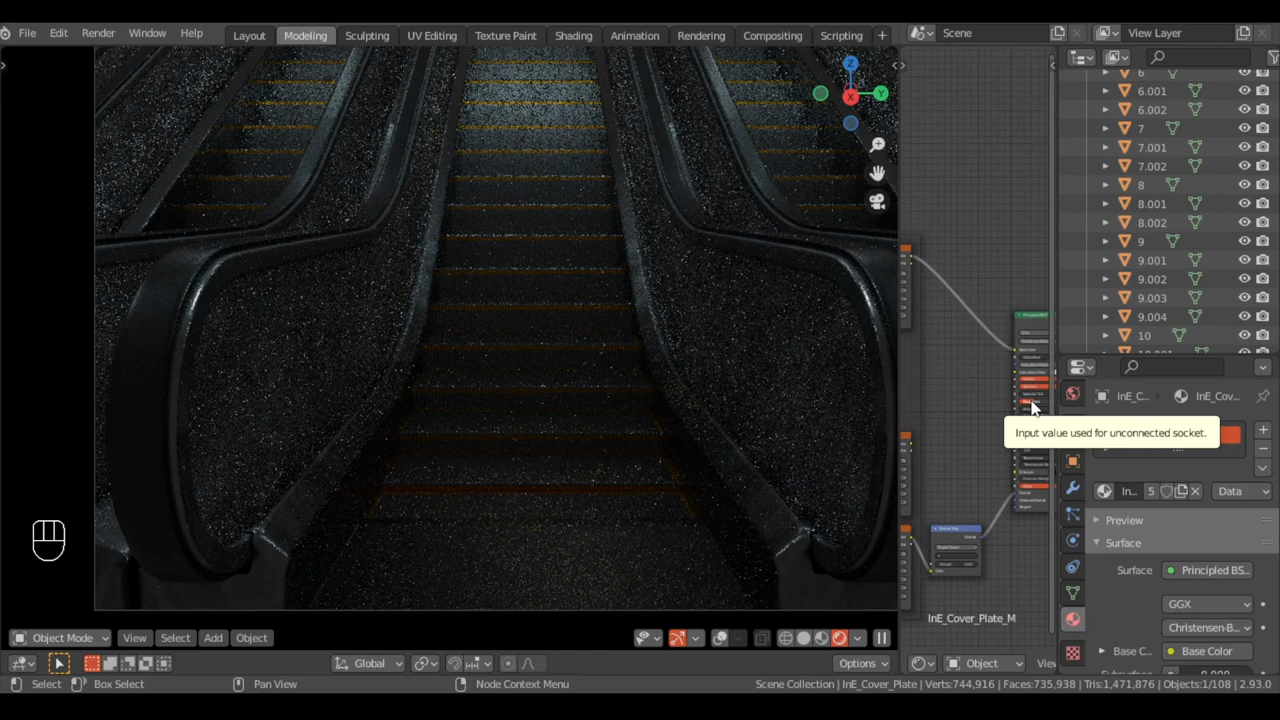 File Edit Render Window Help
Layout Modeling Sculpting UV Editing Texture Paint Shading Animation Rendering Compositing Scripting +
Scene
View Layer
Z
Y
X
6
6.001
6.002
7
7.001
7.002
8
8.001
8.002
9
9.001
9.002
9.003
9.004
10
InE_C... InE_Cov...
Input value used for unconnected socket.
In... 5 Data
Preview
Surface
Surface Principled BS...
GGX
Christensen-B...
Base C... Base Color
InE_Cover_Plate_M
Object Mode View Select Add Object
Object
Global
Options
Select Box Select Pan View Node Context Menu
Scene Collection | InE_Cover_Plate | Verts:744,916 | Faces:735,938 | Tris:1,471,876 | Objects:1/108 | 2.93.0